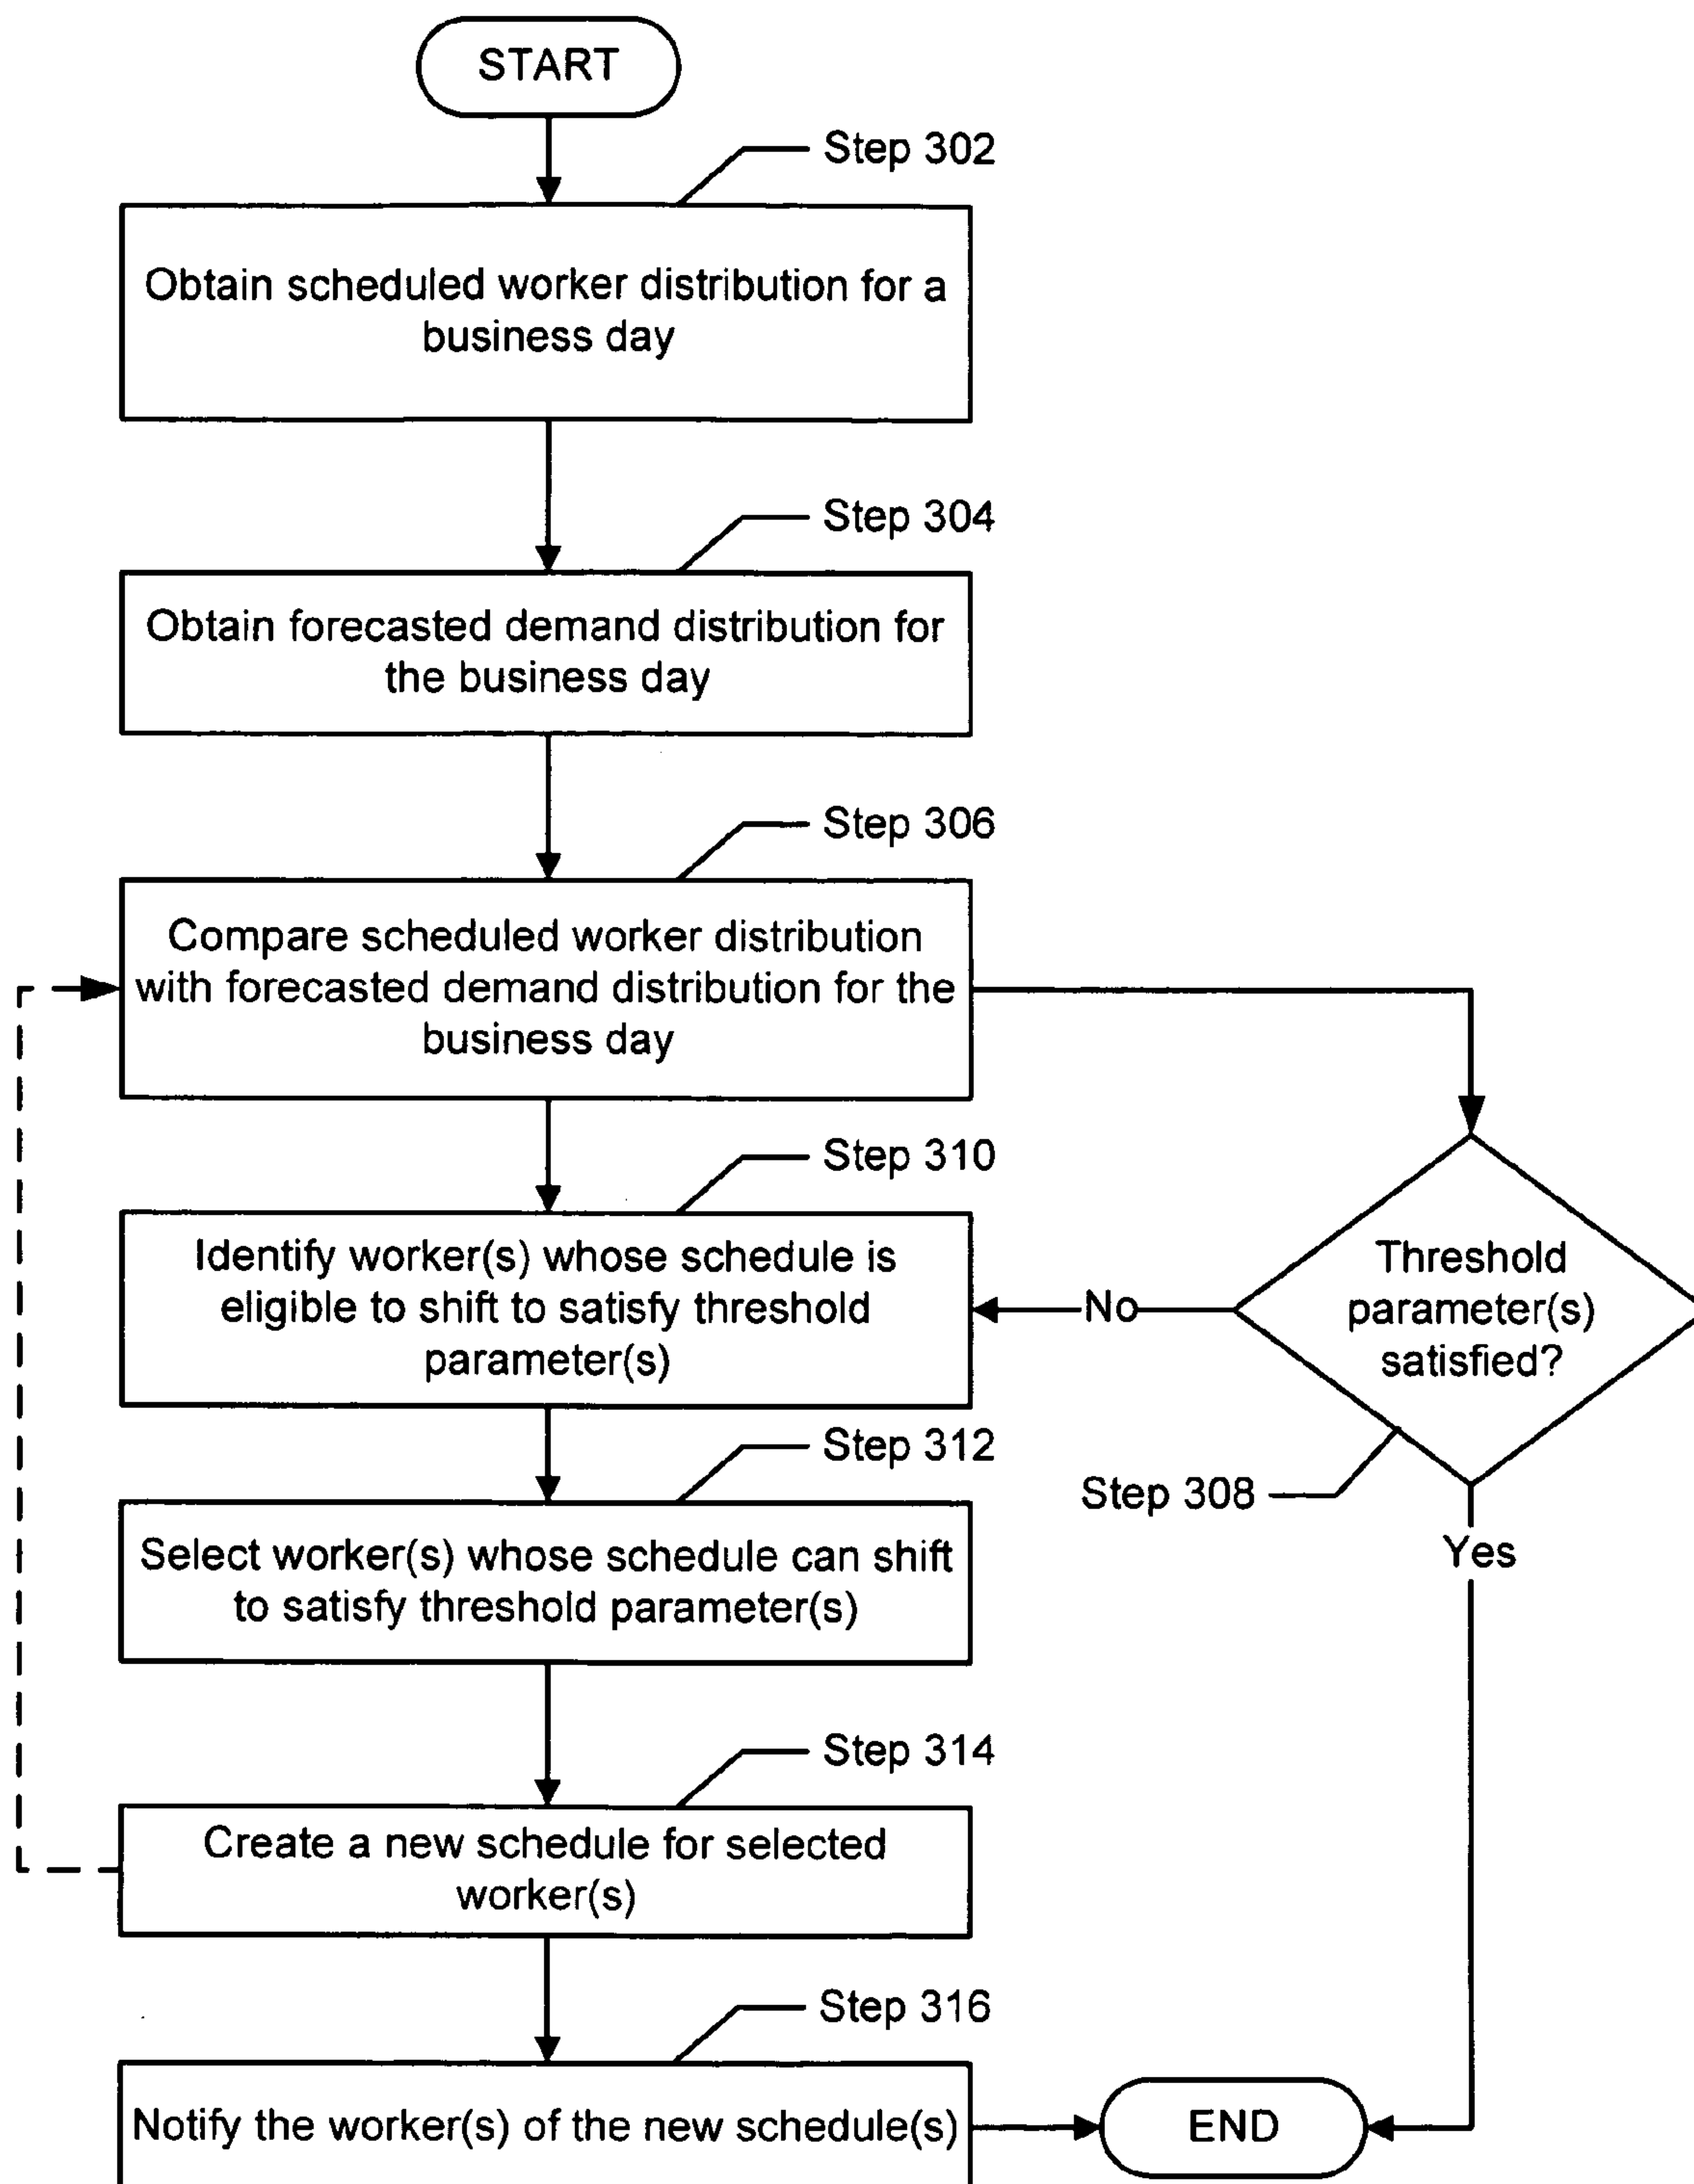 START
Step 302
Obtain scheduled worker distribution for a
business day
Step 304
Obtain forecasted demand distribution for
the business day
Step 306
Compare scheduled worker distribution
with forecasted demand distribution for the
business day
Step 310
Identify worker(s) whose schedule is
eligible to shift to satisfy threshold
parameter(s)
No
Threshold
parameter(s)
satisfied?
Step 308
Yes
Step 312
Select worker(s) whose schedule can shift
to satisfy threshold parameter(s)
Step 314
Create a new schedule for selected
worker(s)
Step 316
Notify the worker(s) of the new schedule(s)
END